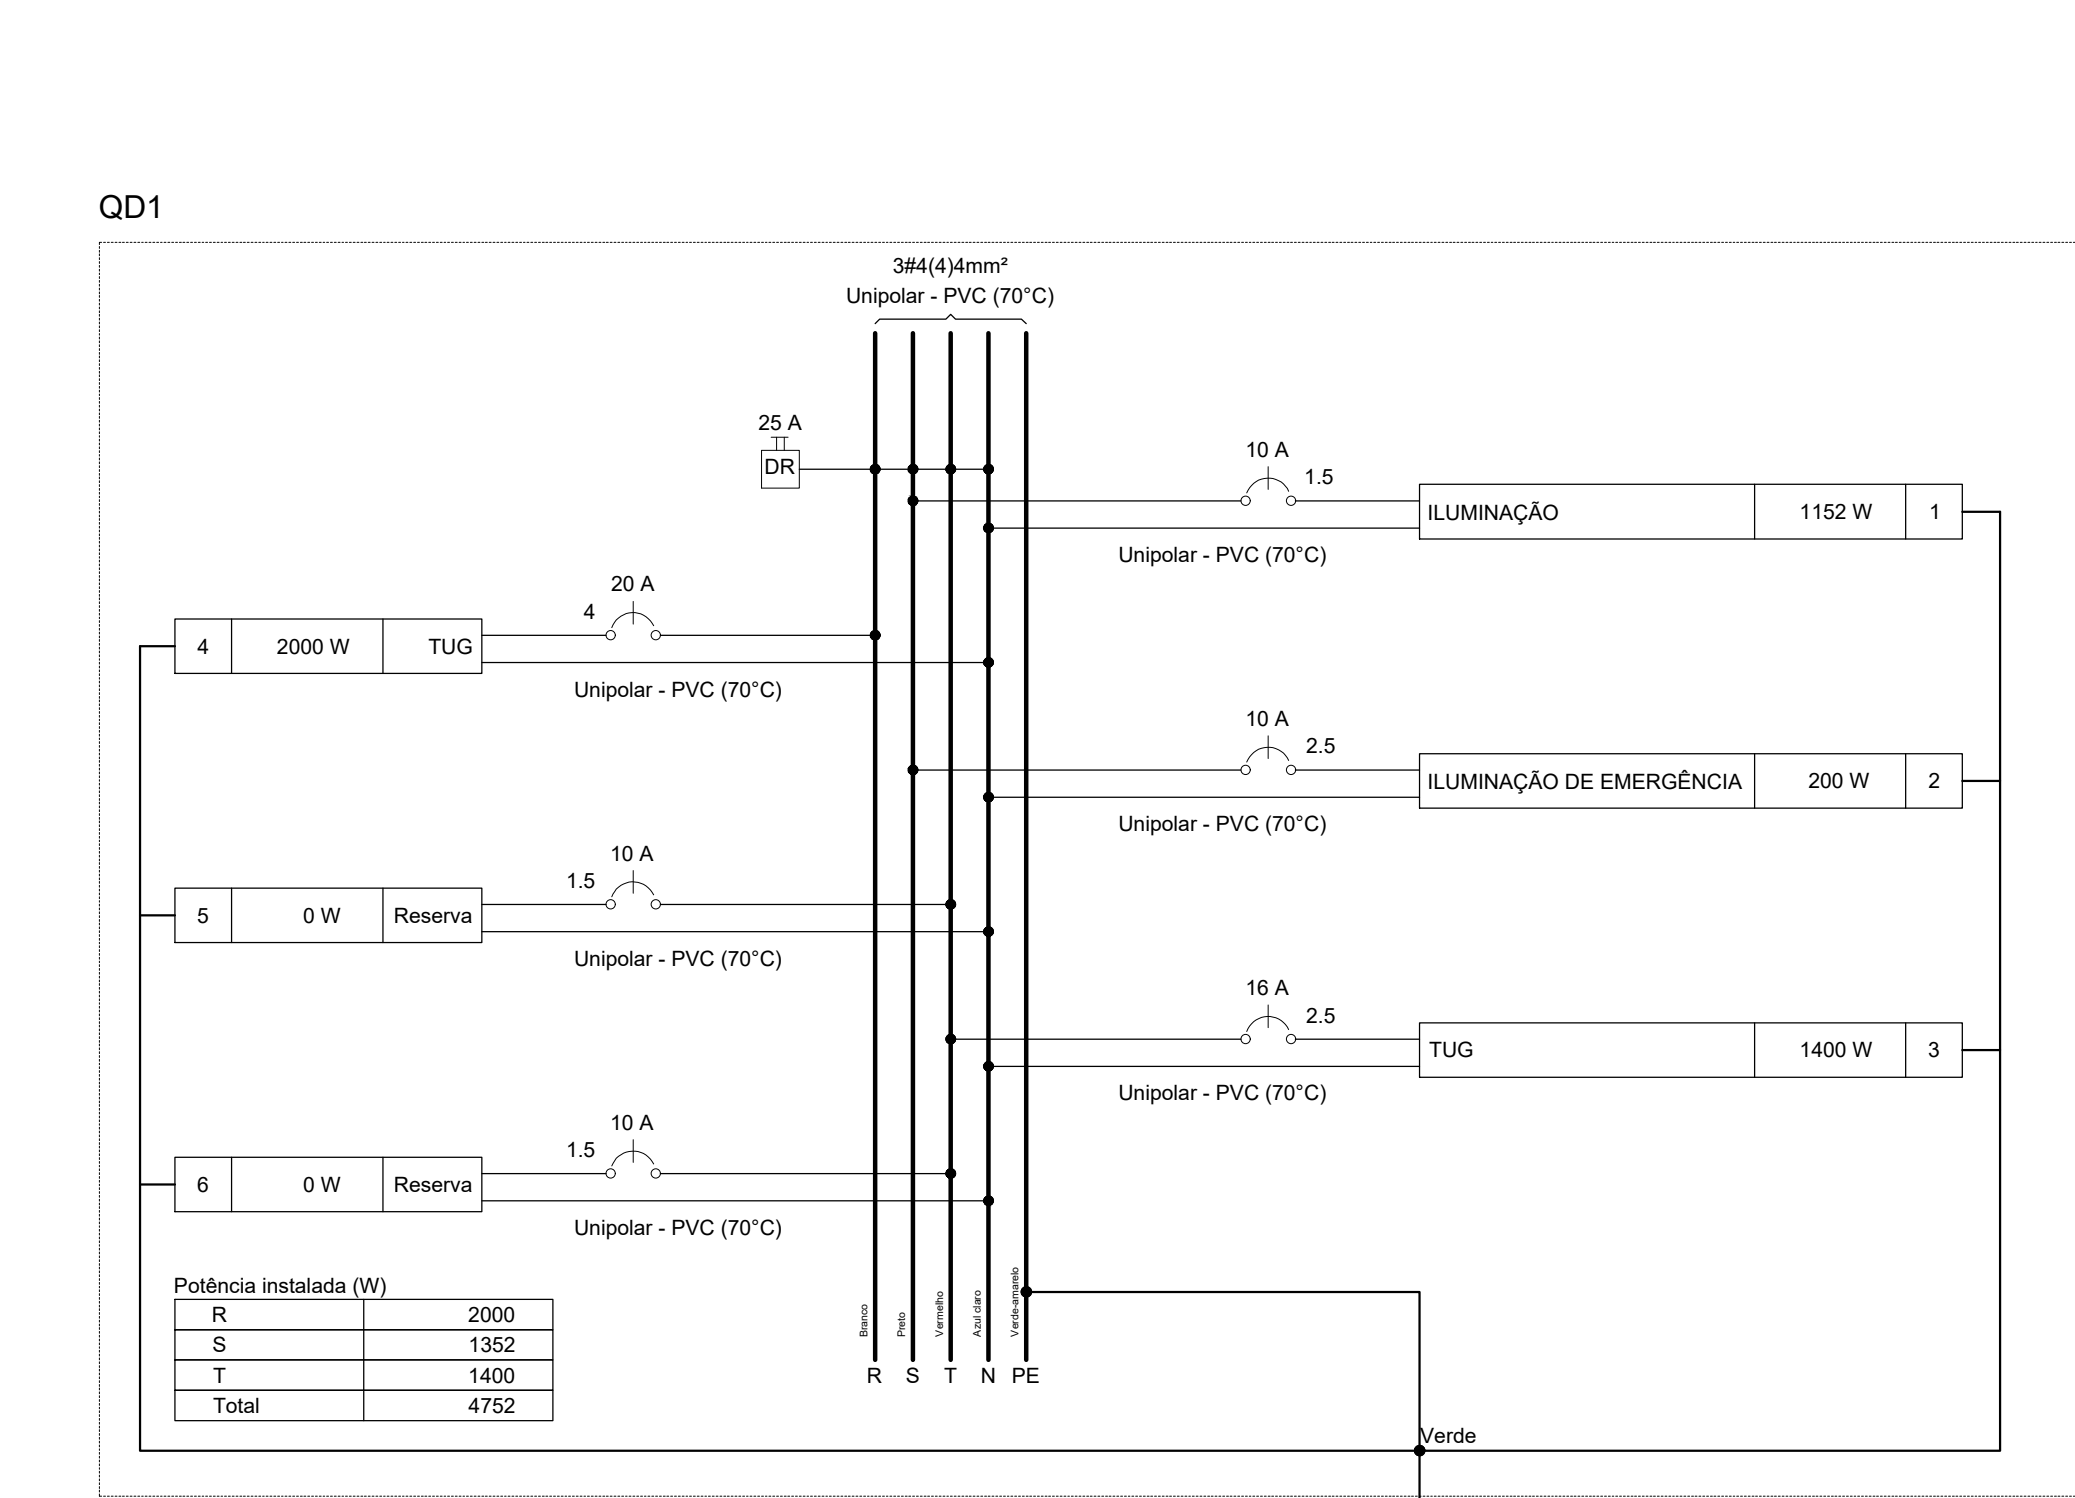 QD1
3#4(4)4mm²
Unipolar - PVC (70°C)
25 A
DR
10 A
1.5
ILUMINAÇÃO 1152 W 1
Unipolar - PVC (70°C)
20 A
4
4 2000 W TUG
Unipolar - PVC (70°C)
10 A
2.5
ILUMINAÇÃO DE EMERGÊNCIA 200 W 2
Unipolar - PVC (70°C)
10 A
1.5
5 0 W Reserva
Unipolar - PVC (70°C)
16 A
2.5
TUG 1400 W 3
Unipolar - PVC (70°C)
10 A
1.5
6 0 W Reserva
Unipolar - PVC (70°C)
Potência instalada (W)
R 2000
S 1352
T 1400
Total 4752
Branco
Preto
Vermelho
Azul claro
Verde-amarelo
R S T N PE
Verde